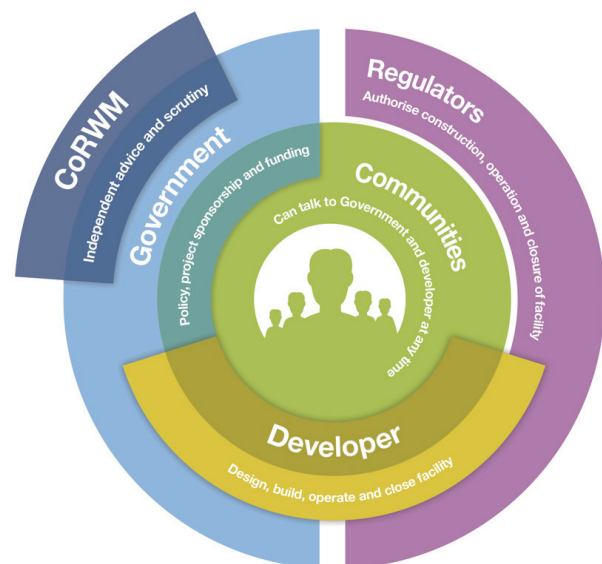 CoRWM
Independent advice and scrutiny
Government
Policy, project sponsorship and funding
Regulators
Authorise construction, operation and closure of facility
Communities
Can talk to Government and developer at any time
Developer
Design, build, operate and close facility